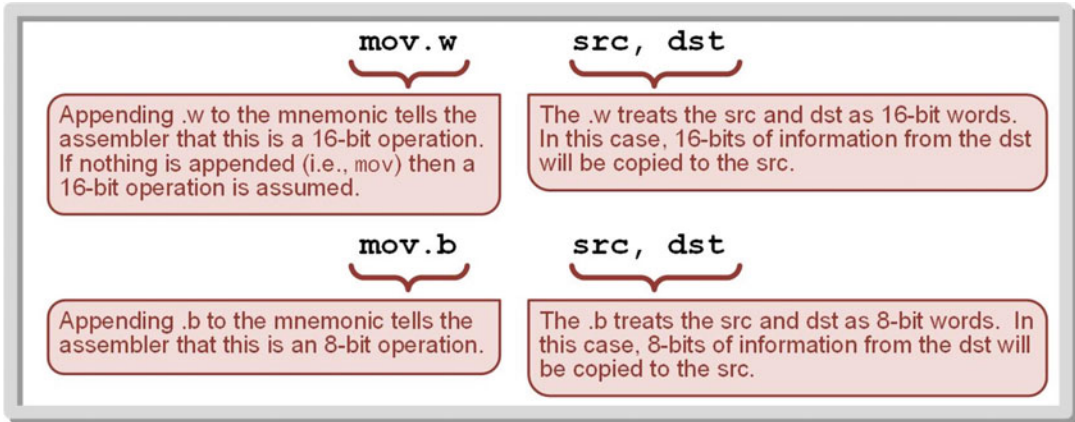 mov.w src, dst
Appending .w to the mnemonic tells the
assembler that this is a 16-bit operation.
If nothing is appended (i.e., mov) then a
16-bit operation is assumed.
The .w treats the src and dst as 16-bit words.
In this case, 16-bits of information from the dst
will be copied to the src.
mov.b src, dst
Appending .b to the mnemonic tells the
assembler that this is an 8-bit operation.
The .b treats the src and dst as 8-bit words. In
this case, 8-bits of information from the dst will
be copied to the src.